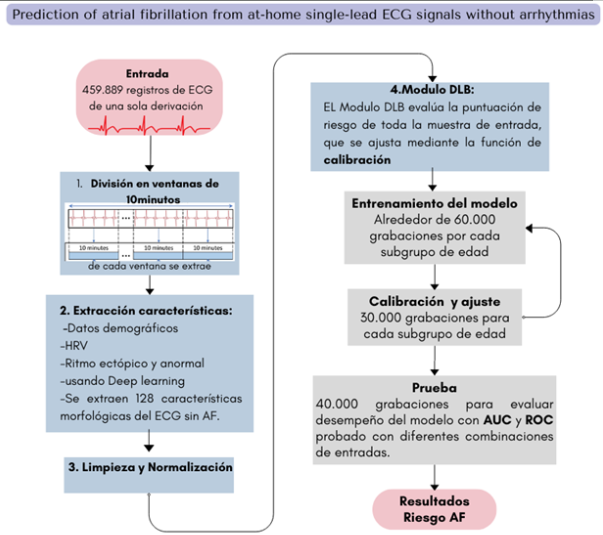 Prediction of atrial fibrillation from at-home single-lead ECG signals without arrhythmias
Entrada
459.889 registros de ECG
de una sola derivación
1. División en ventanas de
10minutos
...
10 minutes
...
10 minutes
10 minutes
de cada ventana se extrae
2. Extracción características:
-Datos demográficos
-HRV
-Ritmo ectópico y anormal
-usando Deep learning
-Se extraen 128 características
morfológicas del ECG sin AF.
3. Limpieza y Normalización
4.Modulo DLB:
EL Modulo DLB evalúa la puntuación de
riesgo de toda la muestra de entrada,
que se ajusta mediante la función de
calibración
Entrenamiento del modelo
Alrededor de 60.000
grabaciones por cada
subgrupo de edad
Calibración y ajuste
30.000 grabaciones para
cada subgrupo de edad
Prueba
40.000 grabaciones para evaluar
desempeño del modelo con AUC y ROC
probado con diferentes combinaciones
de entradas.
Resultados
Riesgo AF